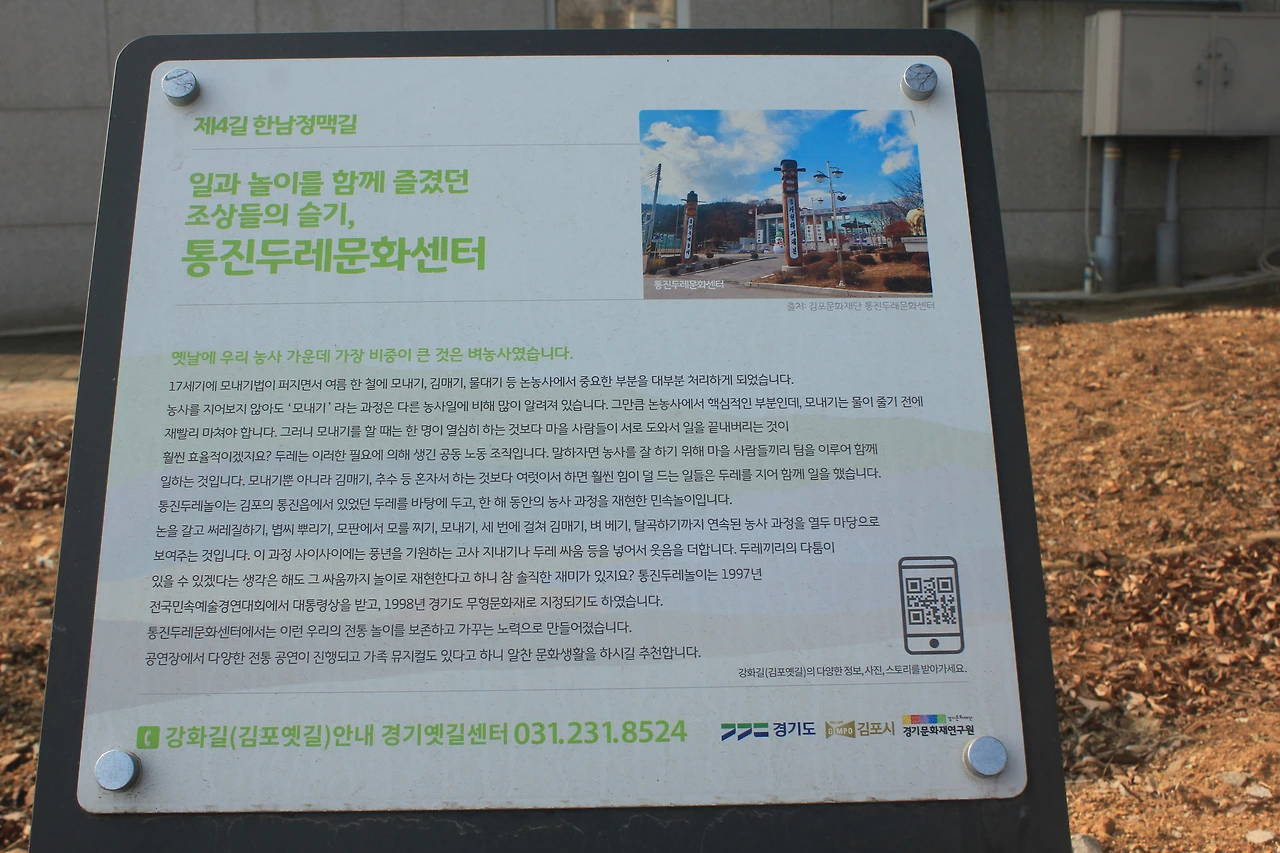 제4길 한남정맥길
일과 놀이를 함께 즐겼던
조상들의 슬기,
통진두레문화센터
통진두레문화센터
출처: 김포문화재단 통진두레문화센터
옛날에 우리 농사 가운데 가장 비중이 큰 것은 벼농사였습니다.
17세기에 모내기법이 퍼지면서 여름 한 철에 모내기, 김매기, 물대기 등 논농사에서 중요한 부분을 대부분 처리하게 되었습니다.
농사를 지어보지 않아도 ‘모내기’ 라는 과정은 다른 농사일에 비해 많이 알려져 있습니다. 그만큼 논농사에서 핵심적인 부분인데, 모내기는 물이 줄기 전에
재빨리 마쳐야 합니다. 그러니 모내기를 할 때는 한 명이 열심히 하는 것보다 마을 사람들이 서로 도와서 일을 끝내버리는 것이
훨씬 효율적이겠지요? 두레는 이러한 필요에 의해 생긴 공동 노동 조직입니다. 말하자면 농사를 잘 하기 위해 마을 사람들끼리 팀을 이루어 함께
일하는 것입니다. 모내기뿐 아니라 김매기, 추수 등 혼자서 하는 것보다 여럿이서 하면 훨씬 힘이 덜 드는 일들은 두레를 지어 함께 일을 했습니다.
통진두레놀이는 김포의 통진읍에서 있었던 두레를 바탕에 두고, 한 해 동안의 농사 과정을 재현한 민속놀이입니다.
논을 갈고 써레질하기, 볍씨 뿌리기, 모판에서 모를 찌기, 모내기, 세 번에 걸쳐 김매기, 벼 베기, 탈곡하기까지 연속된 농사 과정을 열두 마당으로
보여주는 것입니다. 이 과정 사이사이에는 풍년을 기원하는 고사 지내기나 두레 싸움 등을 넣어서 웃음을 더합니다. 두레끼리의 다툼이
있을 수 있겠다는 생각은 해도 그 싸움까지 놀이로 재현한다고 하니 참 솔직한 재미가 있지요? 통진두레놀이는 1997년
전국민속예술경연대회에서 대통령상을 받고, 1998년 경기도 무형문화재로 지정되기도 하였습니다.
통진두레문화센터에서는 이런 우리의 전통 놀이를 보존하고 가꾸는 노력으로 만들어졌습니다.
공연장에서 다양한 전통 공연이 진행되고 가족 뮤지컬도 있다고 하니 알찬 문화생활을 하시길 추천합니다.
강화길(김포옛길)의 다양한 정보, 사진, 스토리를 받아가세요.
강화길(김포옛길)안내 경기옛길센터 031.231.8524
경기도 GIMPO 김포시 경기문화재연구원